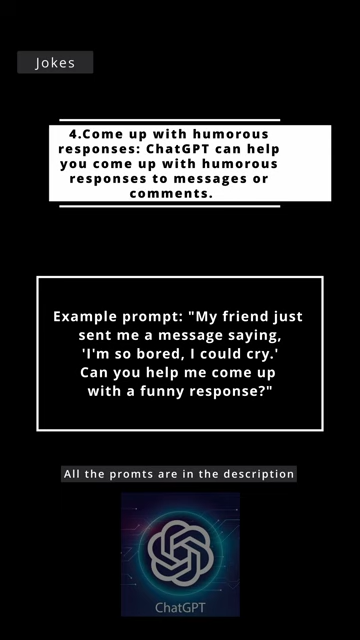 Jokes
4.Come up with humorous
responses: ChatGPT can help
you come up with humorous
responses to messages or
comments.
Example prompt: "My friend just
sent me a message saying,
'I'm so bored, I could cry.'
Can you help me come up
with a funny response?"
All the promts are in the description
ChatGPT